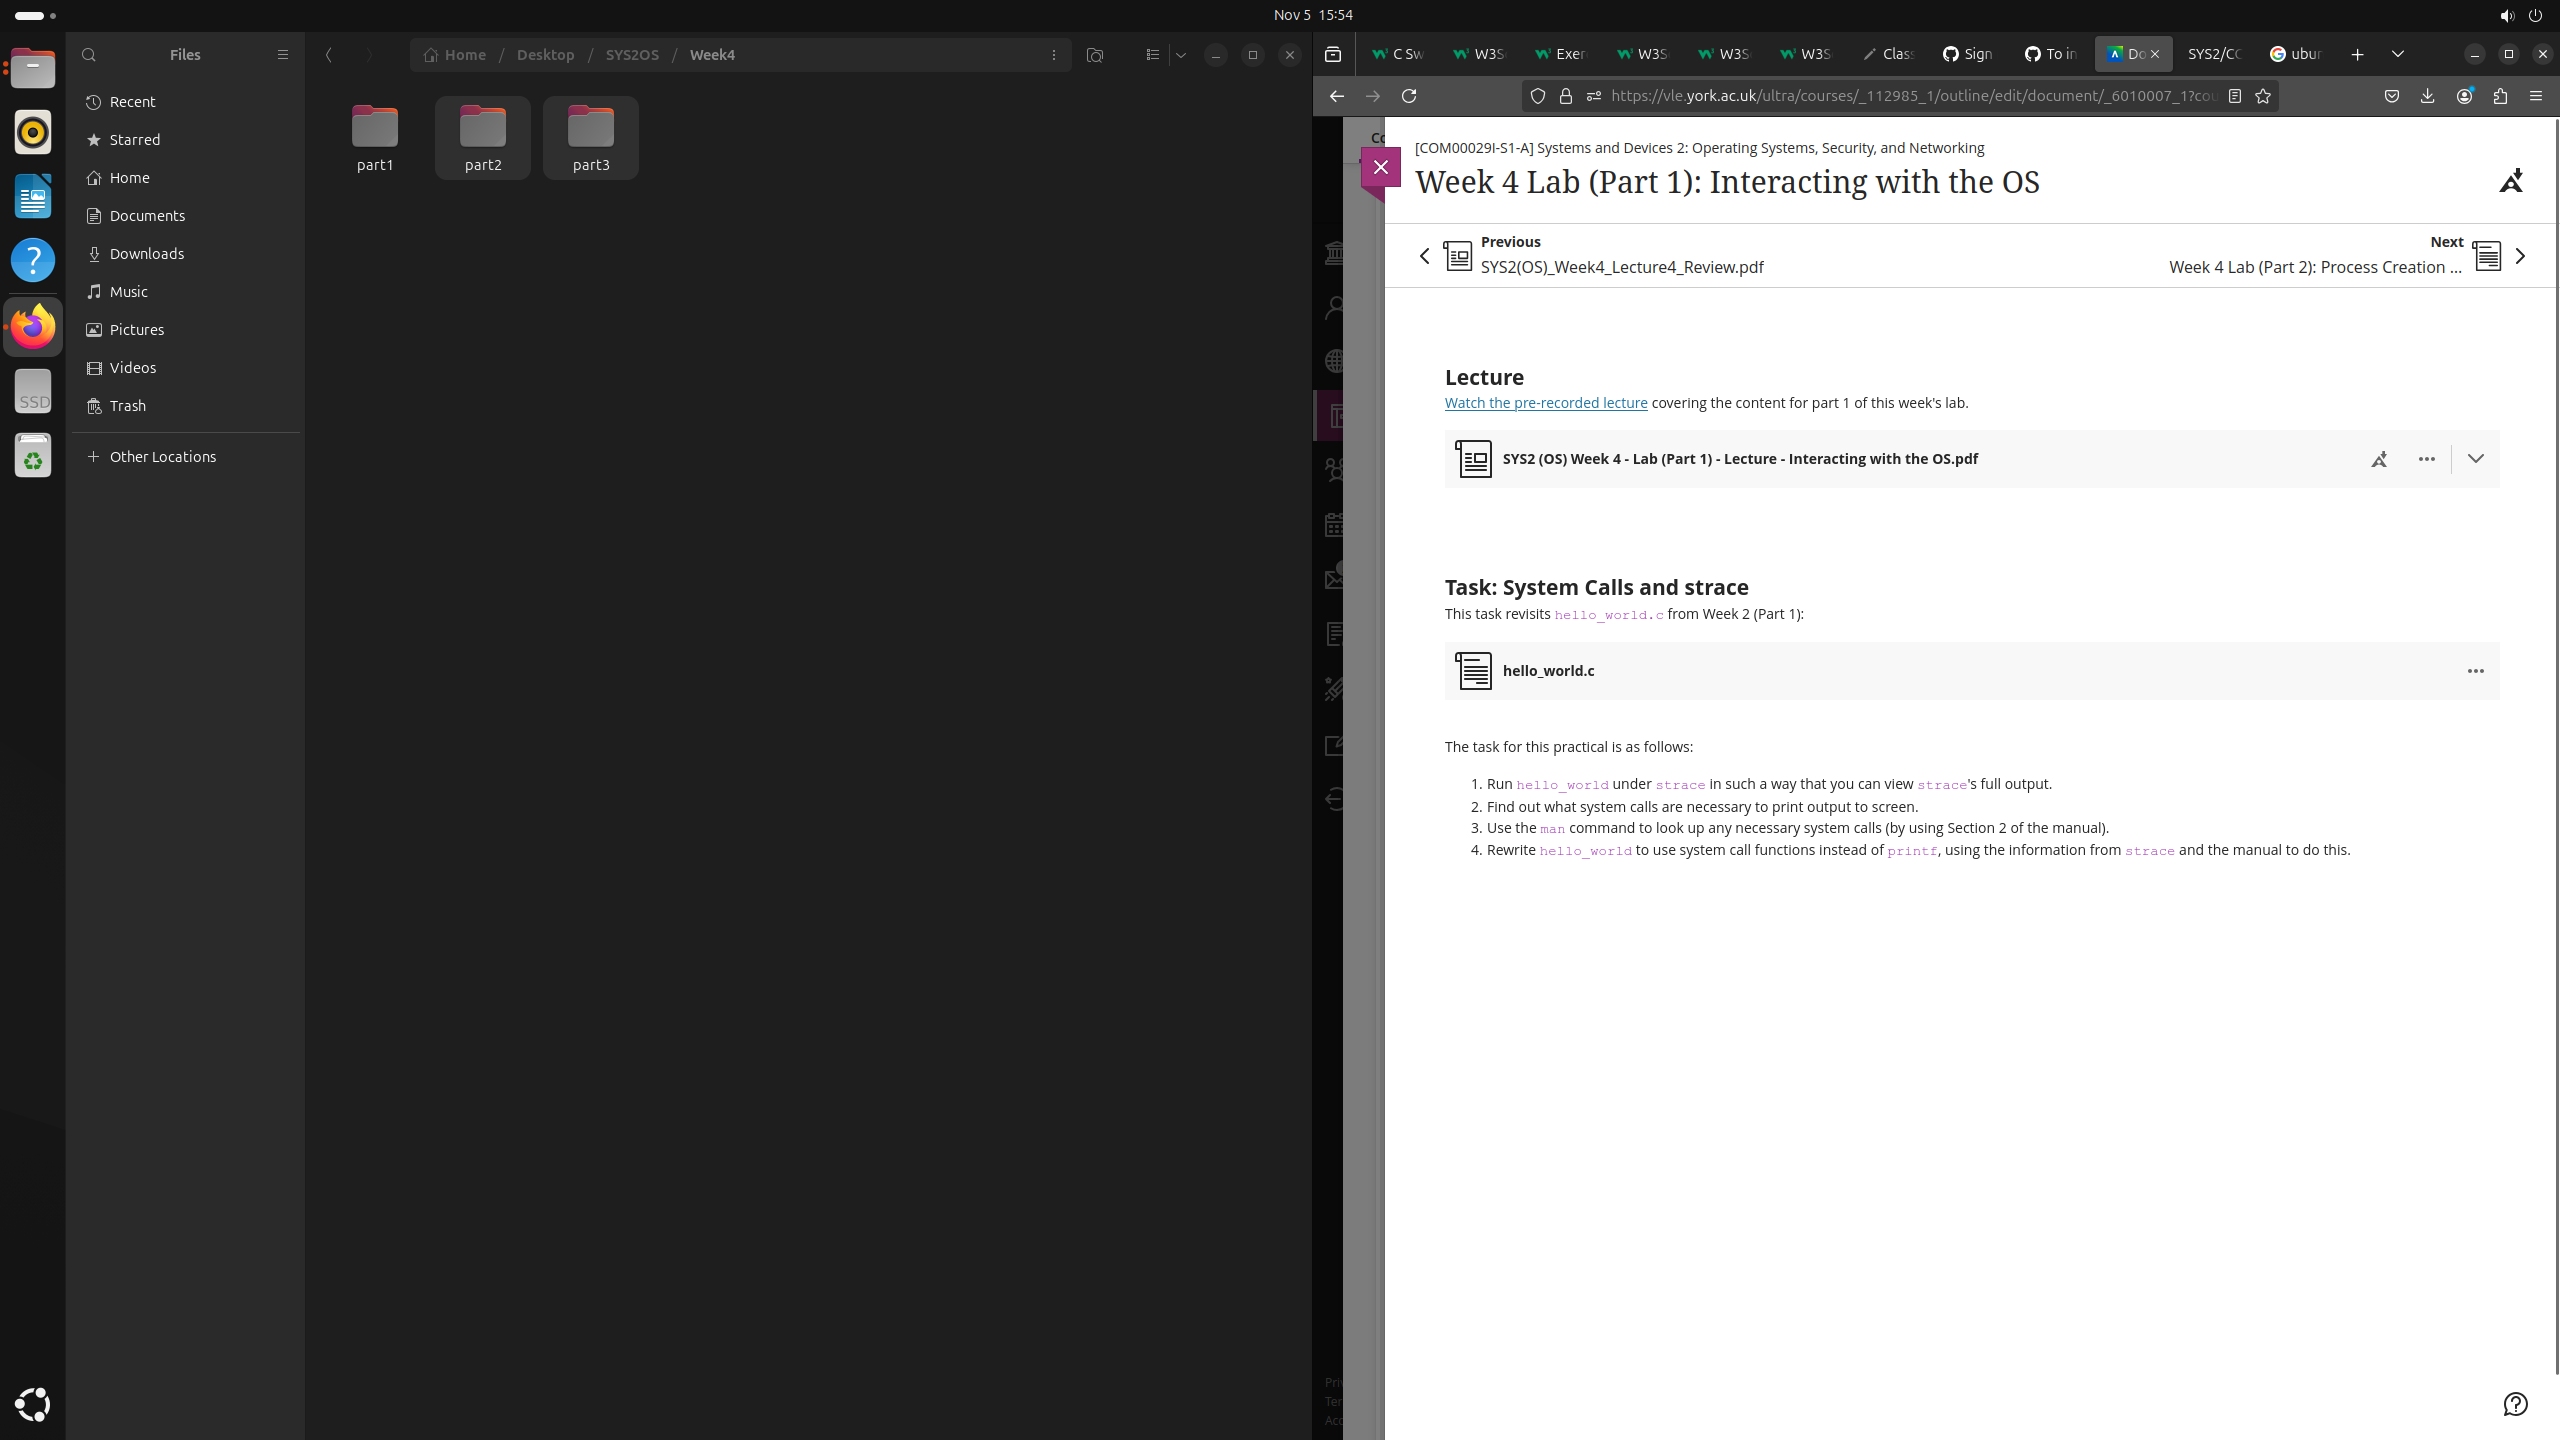 Nov 5 15:54
Files
Home / Desktop / SYS2OS / Week4
Recent
Starred
Home
Documents
Downloads
Music
Pictures
Videos
Trash
Other Locations
SSD
part1
part2
part3
C Sw
W3S
Exer
W3S
W3S
W3S
Class
Sign
To in
Do
SYS2/CC
ubun
https://vle.york.ac.uk/ultra/courses/_112985_1/outline/edit/document/_6010007_1?cou
[COM00029I-S1-A] Systems and Devices 2: Operating Systems, Security, and Networking
Week 4 Lab (Part 1): Interacting with the OS
Previous
SYS2(OS)_Week4_Lecture4_Review.pdf
Next
Week 4 Lab (Part 2): Process Creation ...
Lecture
Watch the pre-recorded lecture covering the content for part 1 of this week's lab.
SYS2 (OS) Week 4 - Lab (Part 1) - Lecture - Interacting with the OS.pdf
Task: System Calls and strace
This task revisits hello_world.c from Week 2 (Part 1):
hello_world.c
The task for this practical is as follows:
1. Run hello_world under strace in such a way that you can view strace's full output.
2. Find out what system calls are necessary to print output to screen.
3. Use the man command to look up any necessary system calls (by using Section 2 of the manual).
4. Rewrite hello_world to use system call functions instead of printf, using the information from strace and the manual to do this.